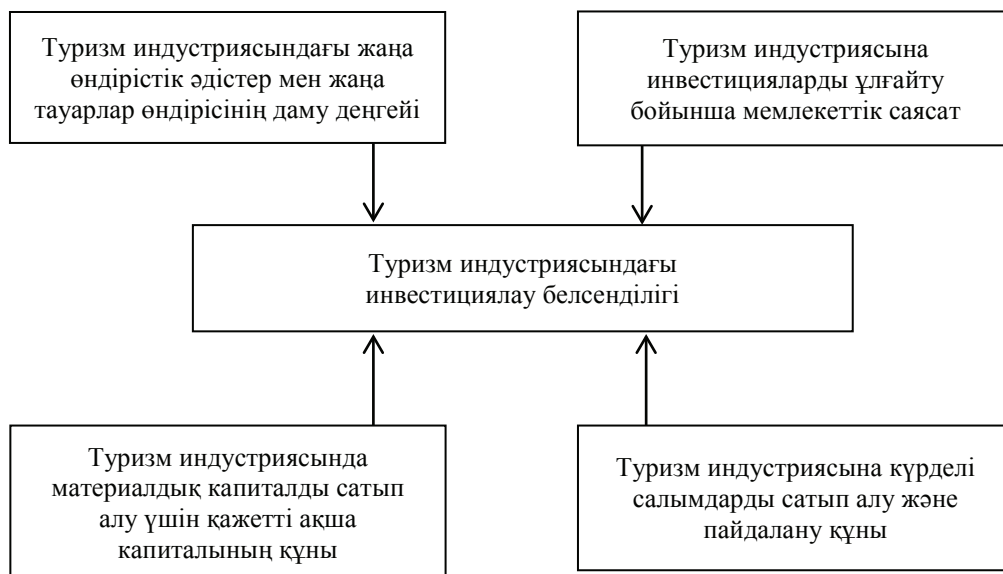 Туризм индустриясындағы жаңа
өндірістік әдістер мен жаңа
тауарлар өндірісінің даму деңгейі
Туризм индустриясына
инвестицияларды ұлғайту
бойынша мемлекеттік саясат
Туризм индустриясындағы
инвестициялау белсенділігі
Туризм индустриясында
материалдық капиталды сатып
алу үшін қажетті ақша
капиталының құны
Туризм индустриясына күрделі
салымдарды сатып алу және
пайдалану құны